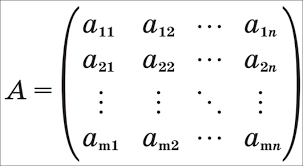 a₁₁ a₁₂ ⋯ a₁ₙ
a₂₁ a₂₂ ⋯ a₂ₙ
A = ⋮ ⋮ ⋱ ⋮
aₘ₁ aₘ₂ ⋯ aₘₙ